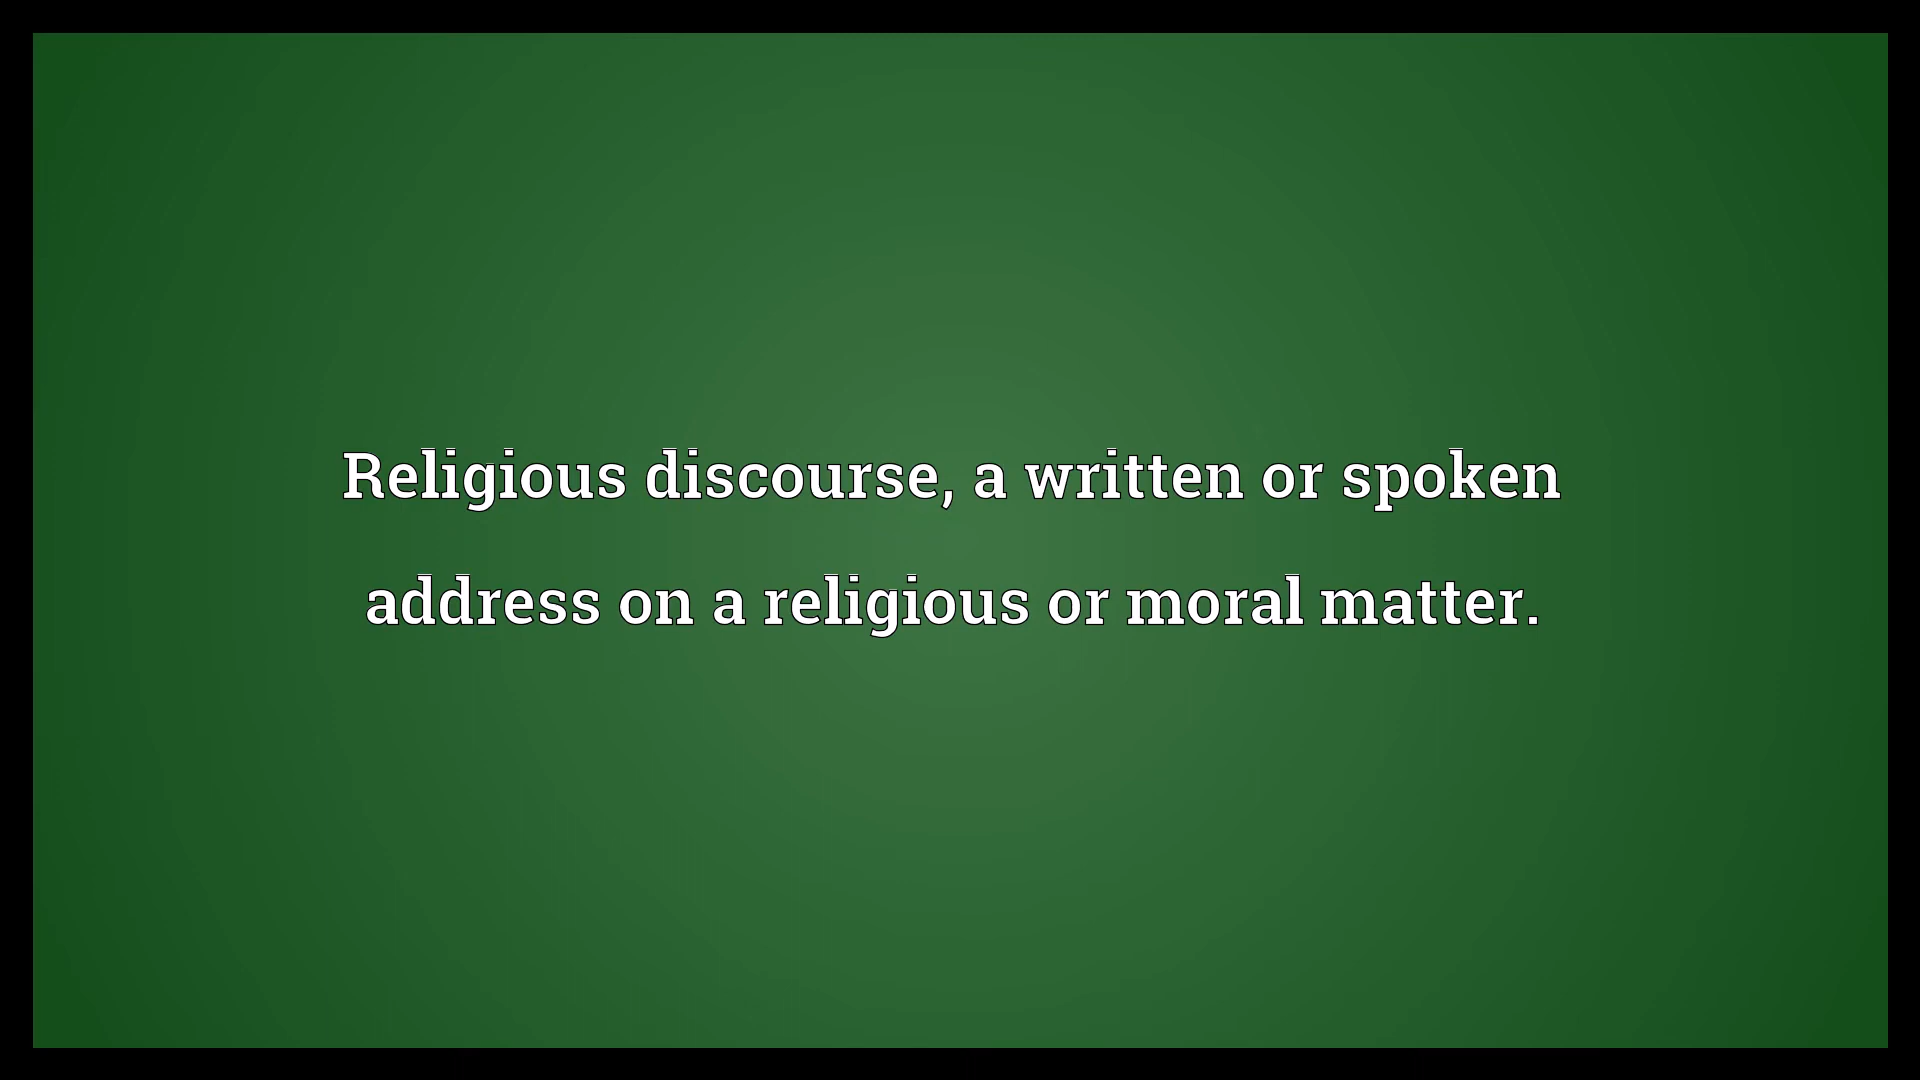 Religious discourse, a written or spoken
address on a religious or moral matter.